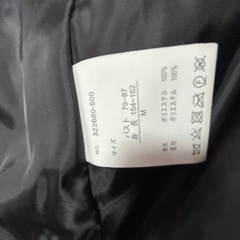 NO. 322680-500
サイズ
バスト 79-87
身長 154-162
M
表地 ポリエステル 100%
裏地 ポリエステル 100%